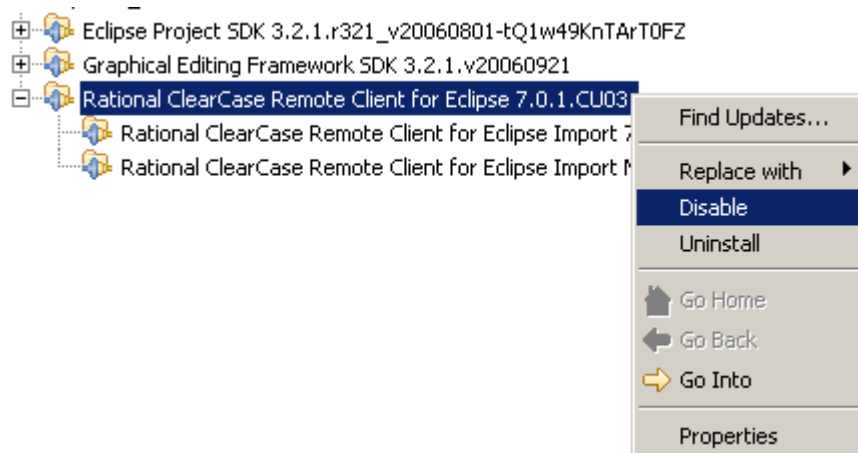 Eclipse Project SDK 3.2.1.r321_v20060801-tQ1w49KnTArT0FZ
Graphical Editing Framework SDK 3.2.1.v20060921
Rational ClearCase Remote Client for Eclipse 7.0.1.CU03
Rational ClearCase Remote Client for Eclipse Import 7
Rational ClearCase Remote Client for Eclipse Import
Find Updates...
Replace with
Disable
Uninstall
Go Home
Go Back
Go Into
Properties